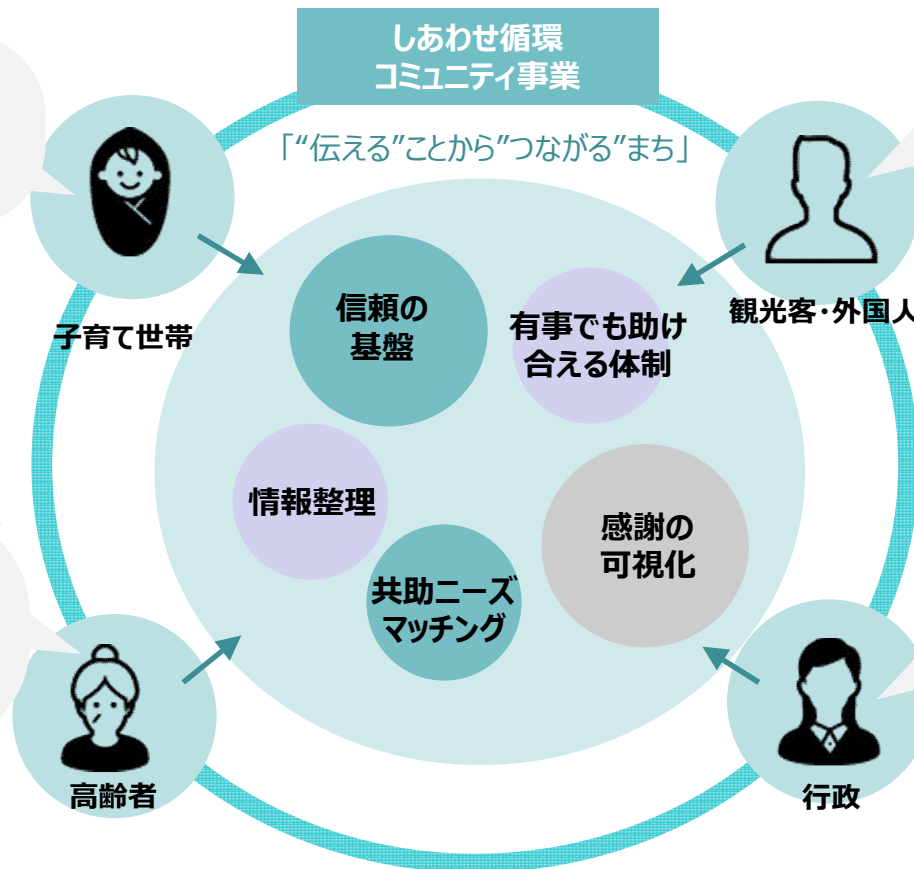 しあわせ循環
コミュニティ事業
「“伝える”ことから”つながる”まち」
子育て世帯
観光客・外国人
信頼の
基盤
有事でも助け
合える体制
情報整理
感謝の
可視化
共助ニーズ
マッチング
高齢者
行政